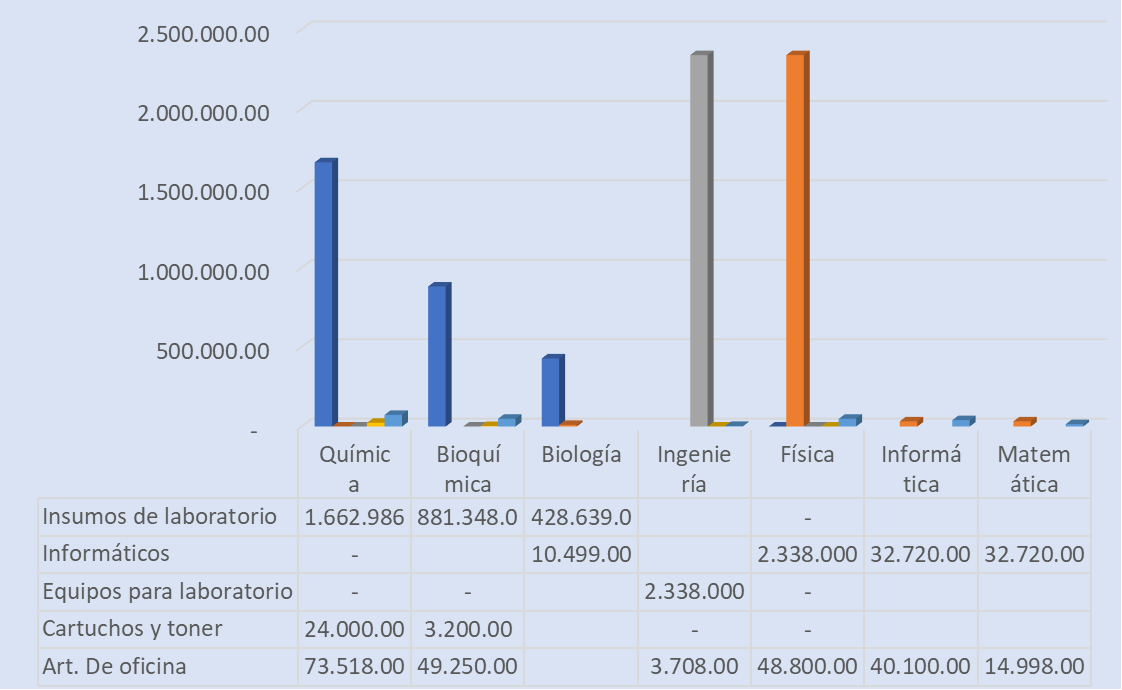 2.500.000.00
2.000.000.00
1.500.000.00
1.000.000.00
500.000.00
-
Químic Bioquí Biología Ingenie Física Informá Matem
a mica ría tica ática
Insumos de laboratorio 1.662.986 881.348.0 428.639.0 -
Informáticos - 10.499.00 2.338.000 32.720.00 32.720.00
Equipos para laboratorio - - 2.338.000 -
Cartuchos y toner 24.000.00 3.200.00 - -
Art. De oficina 73.518.00 49.250.00 3.708.00 48.800.00 40.100.00 14.998.00